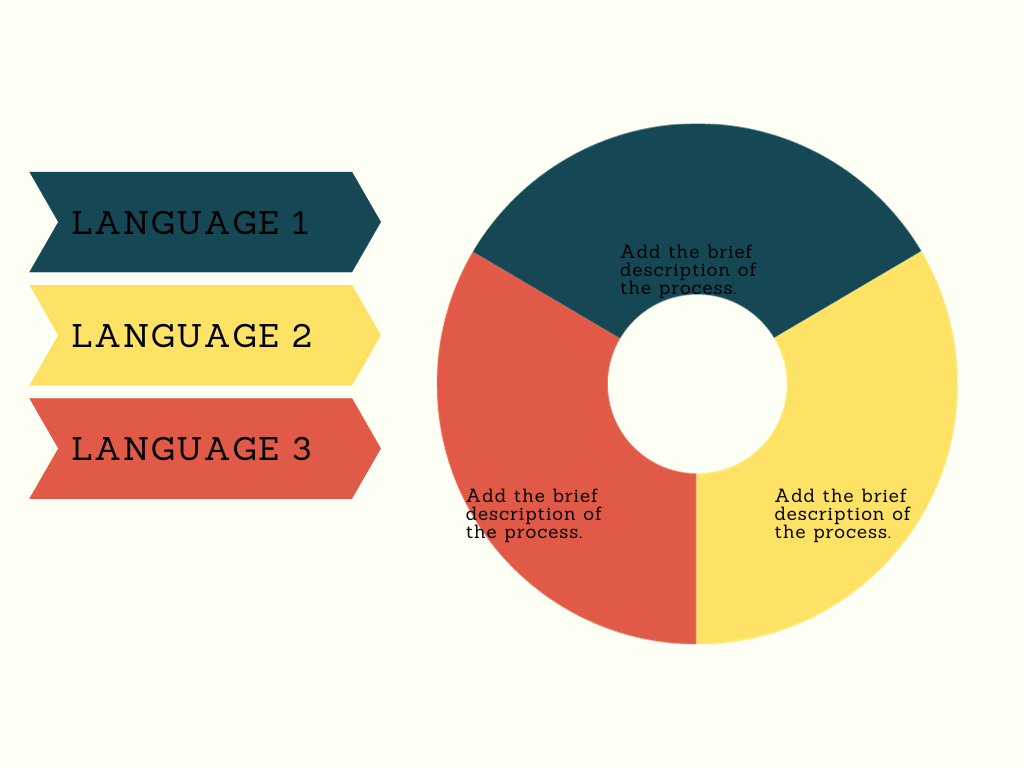 LANGUAGE 1
LANGUAGE 2
LANGUAGE 3
Add the brief
description of
the process.
Add the brief
description of
the process.
Add the brief
description of
the process.